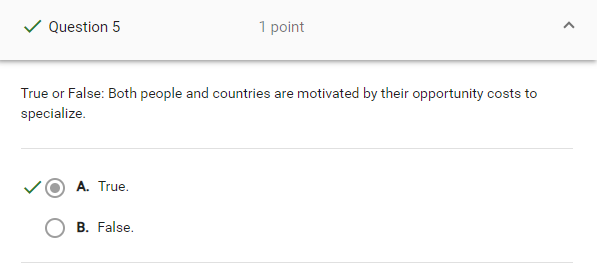 Question 5 1 point
True or False: Both people and countries are motivated by their opportunity costs to
specialize.
A. True.
B. False.